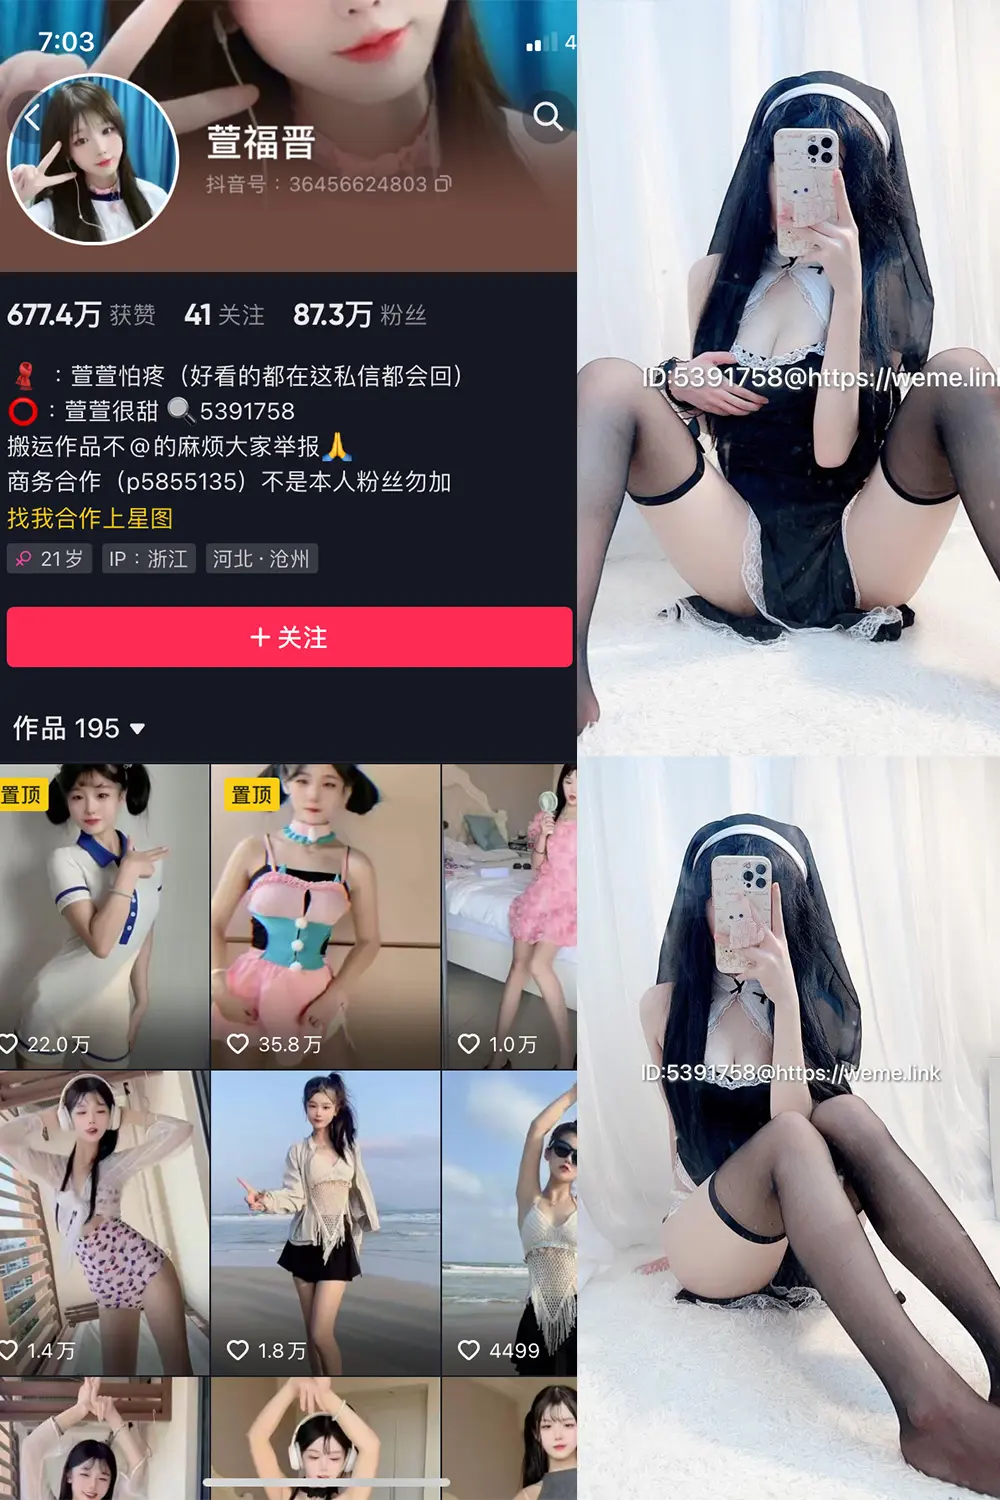 7:03
4
萱福晋
抖音号：36456624803
677.4万 获赞 41 关注 87.3万 粉丝
：萱萱怕疼（好看的都在这私信都会回）
：萱萱很甜 🔍5391758
搬运作品不@的麻烦大家举报🙏
商务合作（p5855135）不是本人粉丝勿加
找我合作上星图
21岁 IP：浙江 河北·沧州
+ 关注
作品 195
置顶
置顶
22.0万
35.8万
1.0万
1.4万
1.8万
4499
ID:5391758@https://weme.link
ID:5391758@https://weme.link